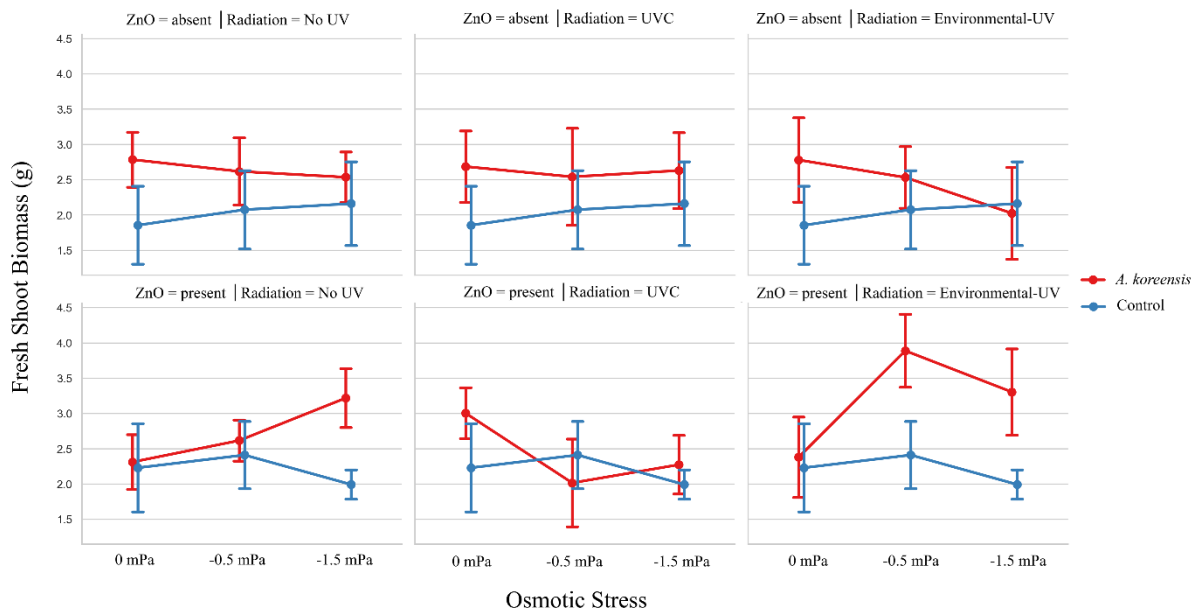 ZnO = absent | Radiation = No UV
ZnO = absent | Radiation = UVC
ZnO = absent | Radiation = Environmental-UV
4.5
4.0
3.5
3.0
2.5
2.0
1.5
ZnO = present | Radiation = No UV
ZnO = present | Radiation = UVC
ZnO = present | Radiation = Environmental-UV
4.5
4.0
3.5
3.0
2.5
2.0
1.5
Fresh Shoot Biomass (g)
A. koreensis
Control
0 mPa -0.5 mPa -1.5 mPa
0 mPa -0.5 mPa -1.5 mPa
0 mPa -0.5 mPa -1.5 mPa
Osmotic Stress